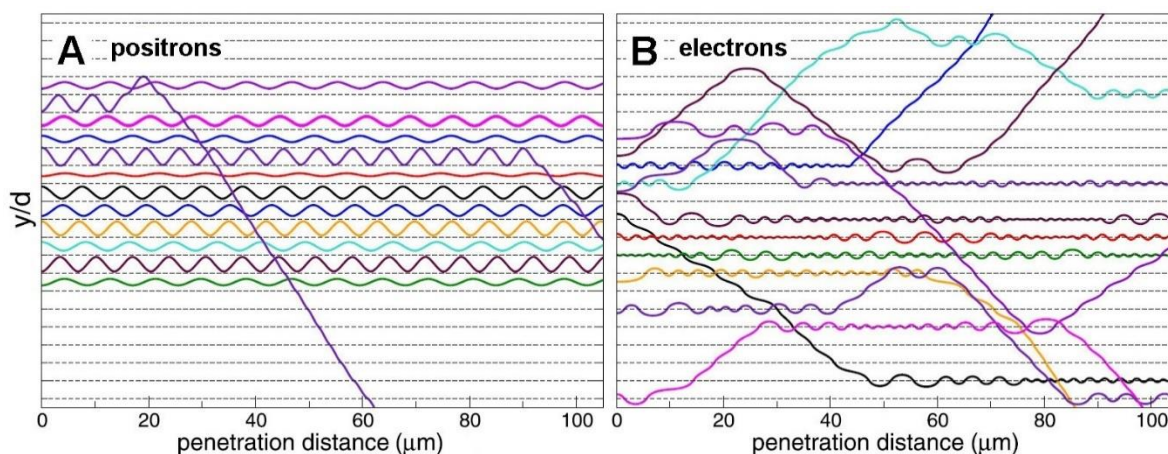 A positrons
B electrons
y/d
0 20 40 60 80 100
0 20 40 60 80 100
penetration distance (μm)
penetration distance (μm)